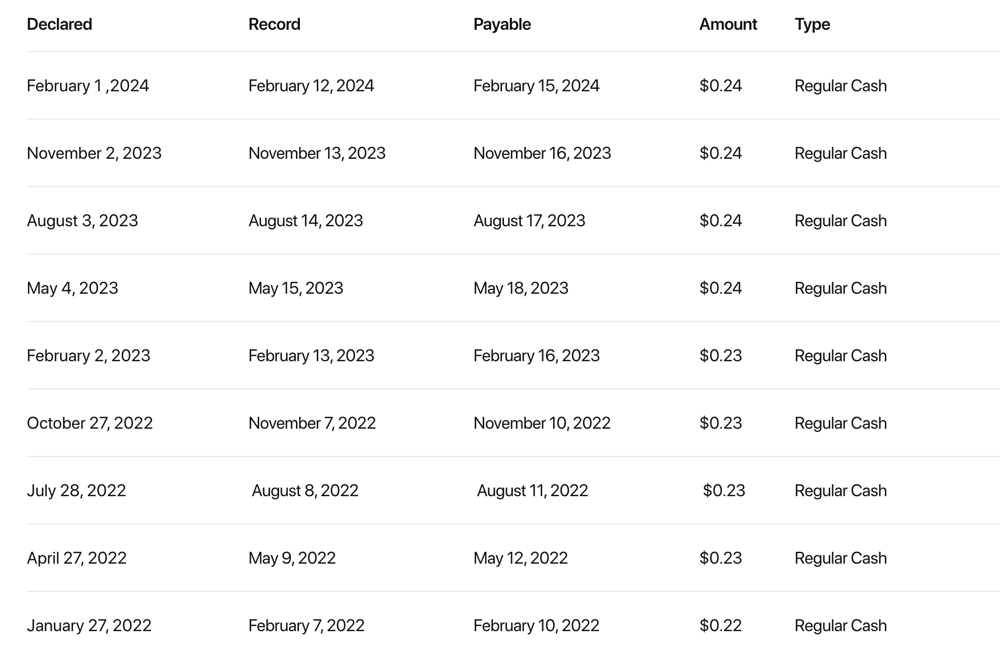 Declared Record Payable Amount Type
February 1 ,2024 February 12, 2024 February 15, 2024 $0.24 Regular Cash
November 2, 2023 November 13, 2023 November 16, 2023 $0.24 Regular Cash
August 3, 2023 August 14, 2023 August 17, 2023 $0.24 Regular Cash
May 4, 2023 May 15, 2023 May 18, 2023 $0.24 Regular Cash
February 2, 2023 February 13, 2023 February 16, 2023 $0.23 Regular Cash
October 27, 2022 November 7, 2022 November 10, 2022 $0.23 Regular Cash
July 28, 2022 August 8, 2022 August 11, 2022 $0.23 Regular Cash
April 27, 2022 May 9, 2022 May 12, 2022 $0.23 Regular Cash
January 27, 2022 February 7, 2022 February 10, 2022 $0.22 Regular Cash